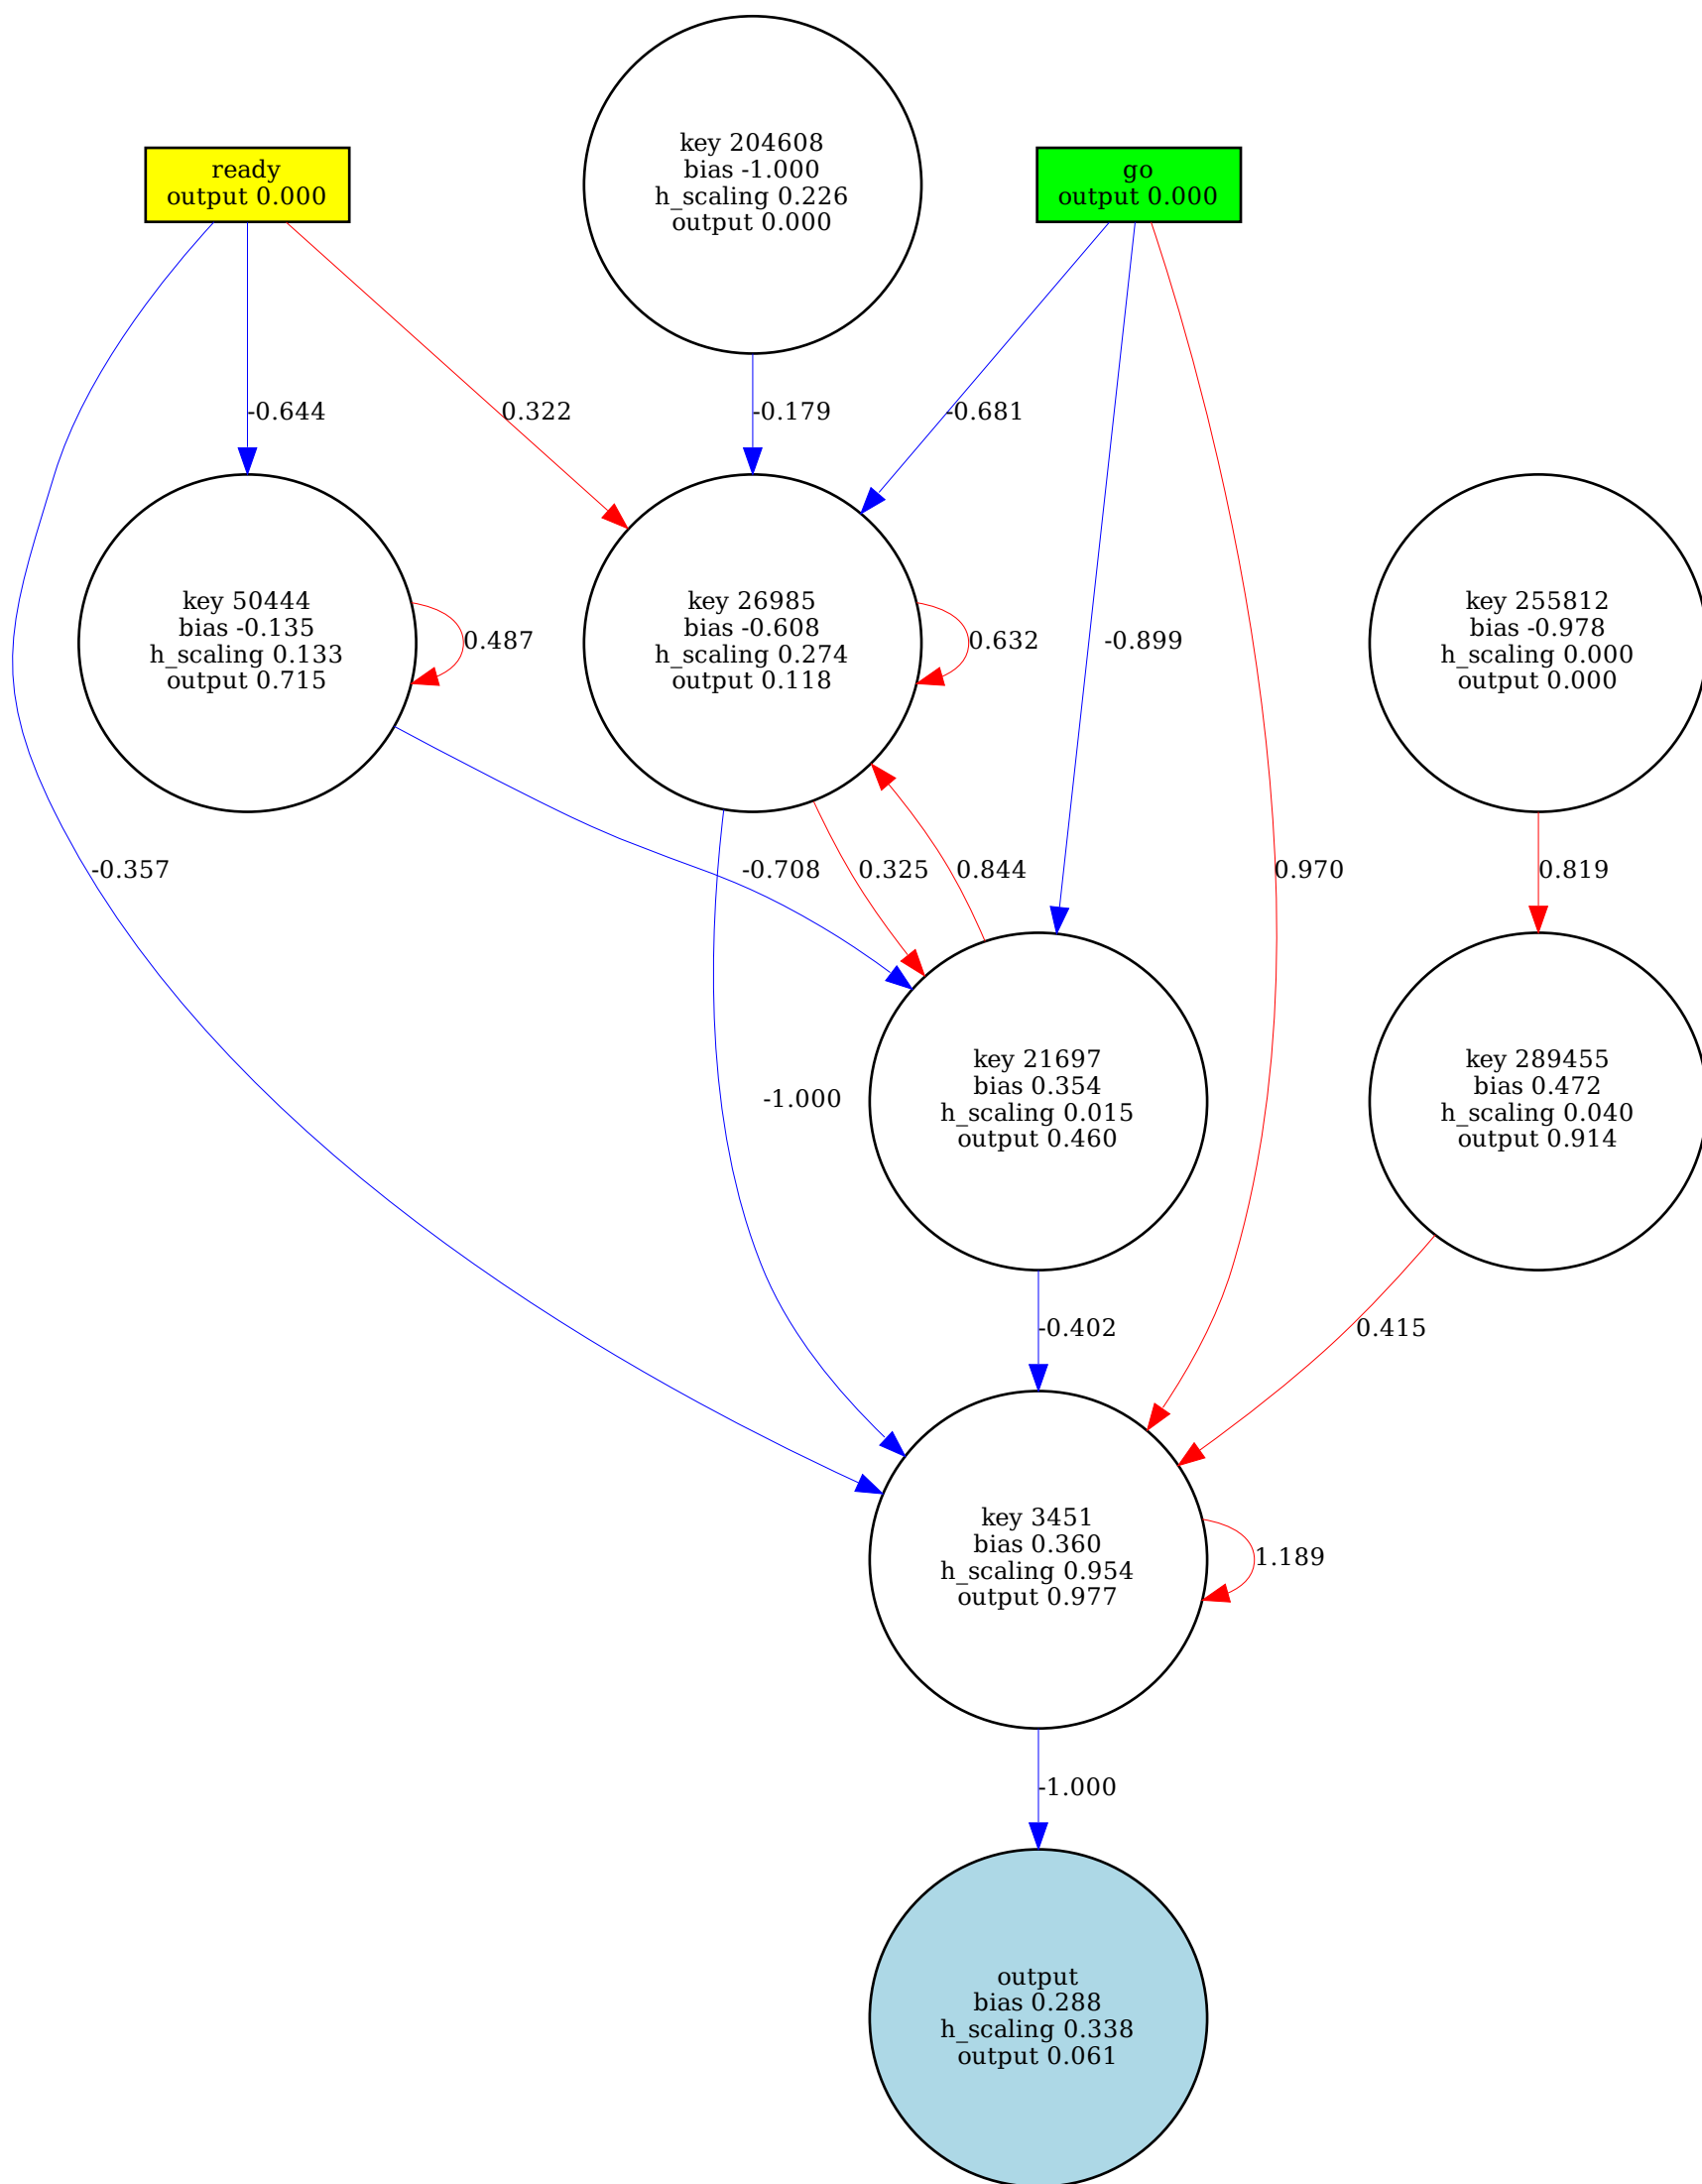 key 204608
bias -1.000
h_scaling 0.226
output 0.000
ready
output 0.000
go
output 0.000
-0.644
0.322
-0.179
-0.681
key 50444
bias -0.135
h_scaling 0.133
output 0.715
0.487
key 26985
bias -0.608
h_scaling 0.274
output 0.118
0.632
-0.899
key 255812
bias -0.978
h_scaling 0.000
output 0.000
-0.357
-0.708
0.325
0.844
0.970
0.819
-1.000
key 21697
bias 0.354
h_scaling 0.015
output 0.460
key 289455
bias 0.472
h_scaling 0.040
output 0.914
-0.402
0.415
key 3451
bias 0.360
h_scaling 0.954
output 0.977
1.189
-1.000
output
bias 0.288
h_scaling 0.338
output 0.061